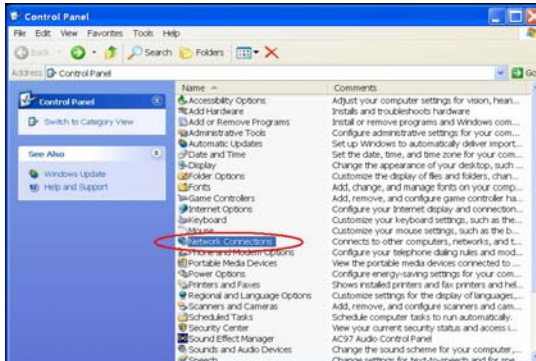 Control Panel
File Edit View Favorites Tools Help
Back Search Folders
Address Control Panel Go
Name Comments
Control Panel
Switch to Category View
See Also
Windows Update
Help and Support
Accessibility Options Adjust your computer settings for vision, hean...
Add Hardware Installs and troubleshoots hardware
Add or Remove Programs Install or remove programs and Windows com...
Administrative Tools Configure administrative settings for your com...
Automatic Updates Set up Windows to automatically deliver import...
Date and Time Set the date, time, and time zone for your com...
Display Change the appearance of your desktop, such ...
Folder Options Customize the display of files and folders, chan...
Fonts Add, change, and manage fonts on your comp...
Game Controllers Add, remove, and configure game controller ha...
Internet Options Configure your Internet display and connection...
Keyboard Customize your keyboard settings, such as the...
Mouse Customize your mouse settings, such as the b...
Network Connections Connects to other computers, networks, and t...
Phone and Modem Options Configure your telephone dialing rules and mod...
Portable Media Devices View the portable media devices connected to ...
Power Options Configure energy-saving settings for your com...
Printers and Faxes Shows installed printers and fax printers and hel...
Regional and Language Options Customize settings for the display of languages,...
Scanners and Cameras Add, remove, and configure scanners and cam...
Scheduled Tasks Schedule computer tasks to run automatically.
Security Center View your current security status and access i...
Sound Effect Manager AC97 Audio Control Panel
Sounds and Audio Devices Change the sound scheme for your computer, ...
Speech Change settings for text-to-speech and for